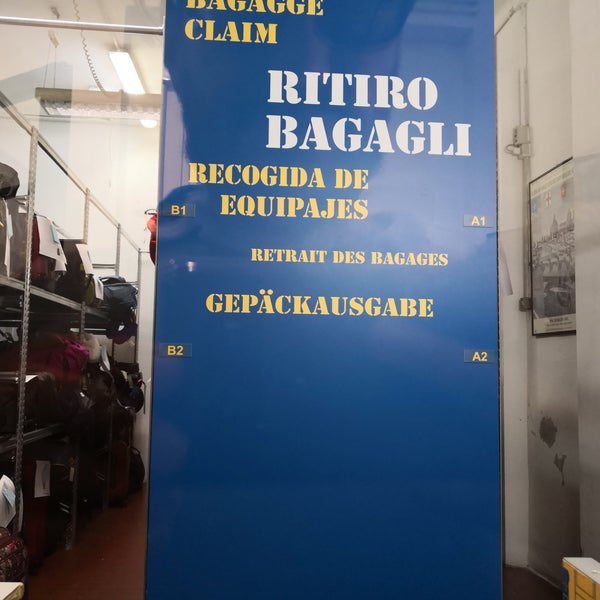 BAGAGGE
CLAIM
RITIRO
BAGAGLI
RECOGIDA DE
EQUIPAJES
B1
A1
RETRAIT DES BAGAGES
GEPÄCKAUSGABE
B2
A2